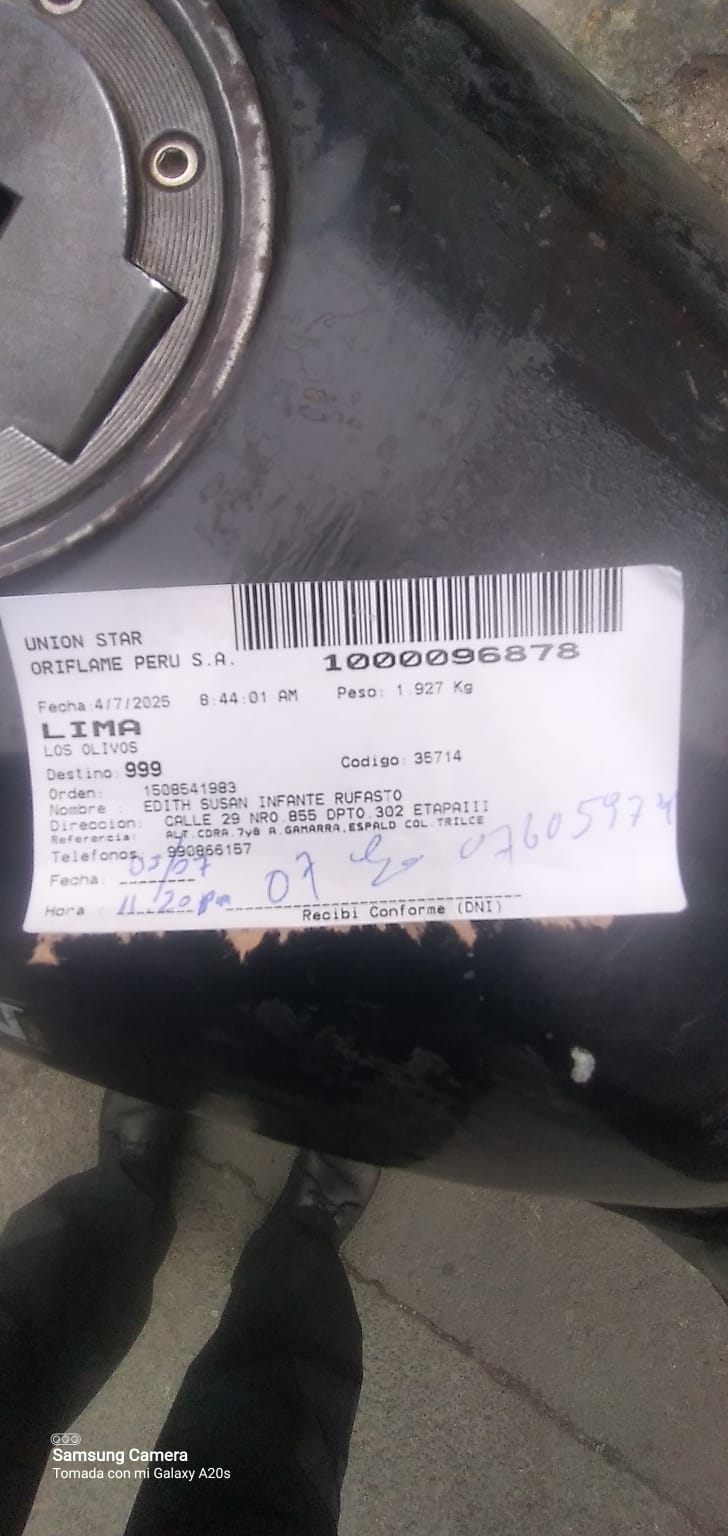 UNION STAR
ORIFLAME PERU S.A.
1000096878
Fecha:4/7/2025 8:44:01 AM Peso: 1.927 Kg
LIMA
LOS OLIVOS
Destino: 999 Codigo: 35714
Orden: 1508541983
Nombre : EDITH SUSAN INFANTE RUFASTO
Direccion: CALLE 29 NRO.855 DPTO.302 ETAPAIII
Referencia: ALT.CDRA.7y8 A.GAMARRA,ESPALD COL.TRILCE
Telefonos: 990866157
Fecha: 05/07
07 07605974
Hora : 11:20 pm
Recibi Conforme (DNI)
Samsung Camera
Tomada con mi Galaxy A20s